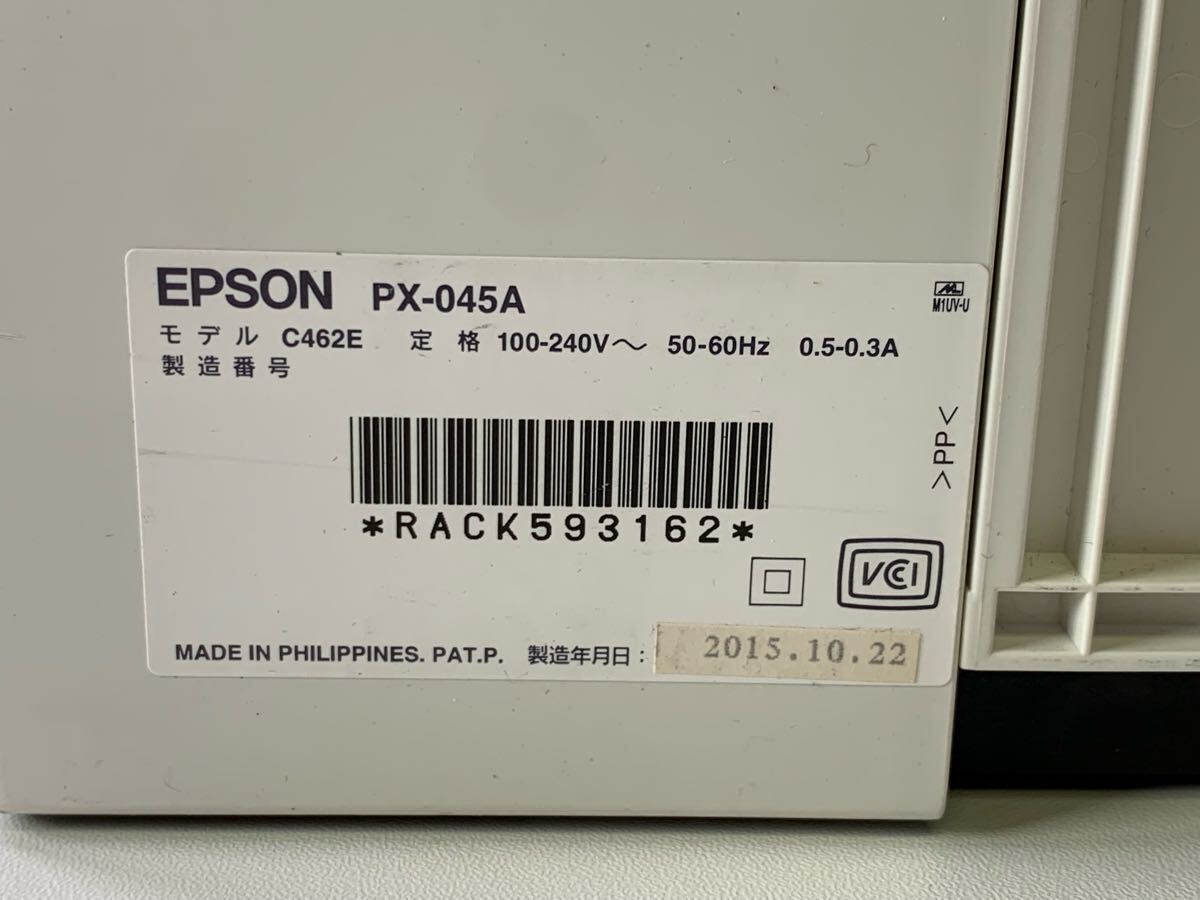 EPSON PX-045A
モデル C462E 定格 100-240V～ 50-60Hz 0.5-0.3A
製造番号
M1UV-U
>PP<
*RACK593162*
VCCI
MADE IN PHILIPPINES. PAT.P. 製造年月日: 2015.10.22